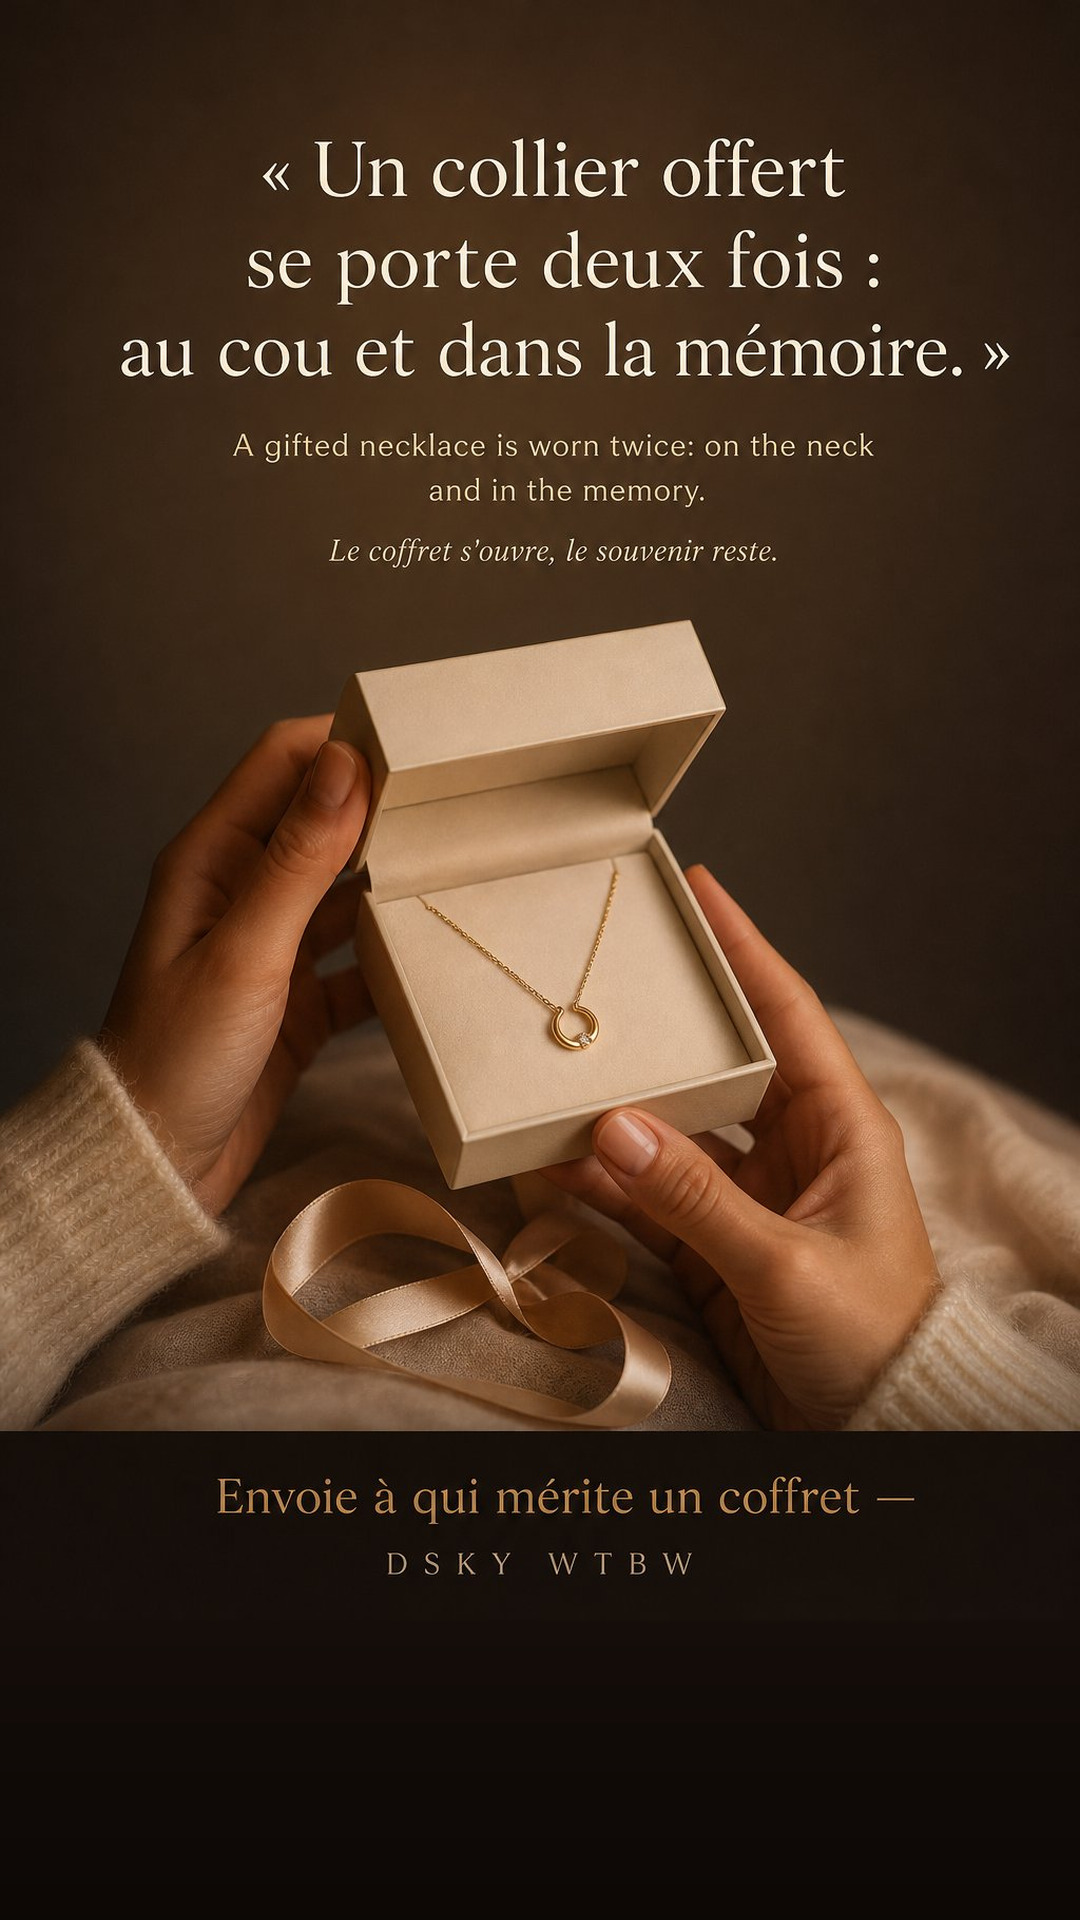 « Un collier offert
se porte deux fois :
au cou et dans la mémoire. »
A gifted necklace is worn twice: on the neck
and in the memory.
Le coffret s'ouvre, le souvenir reste.
Envoie à qui mérite un coffret —
DSKY WTBW